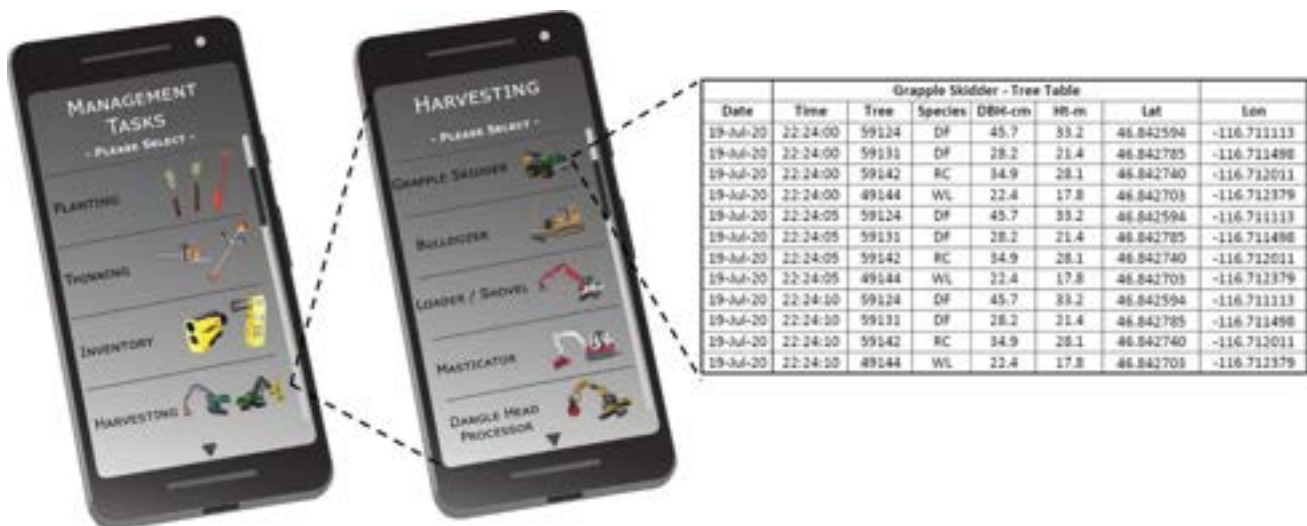 MANAGEMENT
TASKS
- PLEASE SELECT -
PLANTING
THINNING
INVENTORY
HARVESTING
HARVESTING
- PLEASE SELECT -
GRAPPLE SKIDDER
BULLDOZER
LOADER / SHOVEL
MASTICATOR
DANGLE HEAD
PROCESSOR
Grapple Skidder - Tree Table
Date Time Tree Species DBH-cm Ht-m Lat Lon
19-Jul-20 22:24:00 59124 DF 45.7 33.2 46.842594 -116.711113
19-Jul-20 22:24:00 59131 DF 28.2 21.4 46.842785 -116.711498
19-Jul-20 22:24:00 59142 RC 34.9 28.1 46.842740 -116.712011
19-Jul-20 22:24:00 49144 WL 22.4 17.8 46.842703 -116.712379
19-Jul-20 22:24:05 59124 DF 45.7 33.2 46.842594 -116.711113
19-Jul-20 22:24:05 59131 DF 28.2 21.4 46.842785 -116.711498
19-Jul-20 22:24:05 59142 RC 34.9 28.1 46.842740 -116.712011
19-Jul-20 22:24:05 49144 WL 22.4 17.8 46.842703 -116.712379
19-Jul-20 22:24:10 59124 DF 45.7 33.2 46.842594 -116.711113
19-Jul-20 22:24:10 59131 DF 28.2 21.4 46.842785 -116.711498
19-Jul-20 22:24:10 59142 RC 34.9 28.1 46.842740 -116.712011
19-Jul-20 22:24:10 49144 WL 22.4 17.8 46.842703 -116.712379